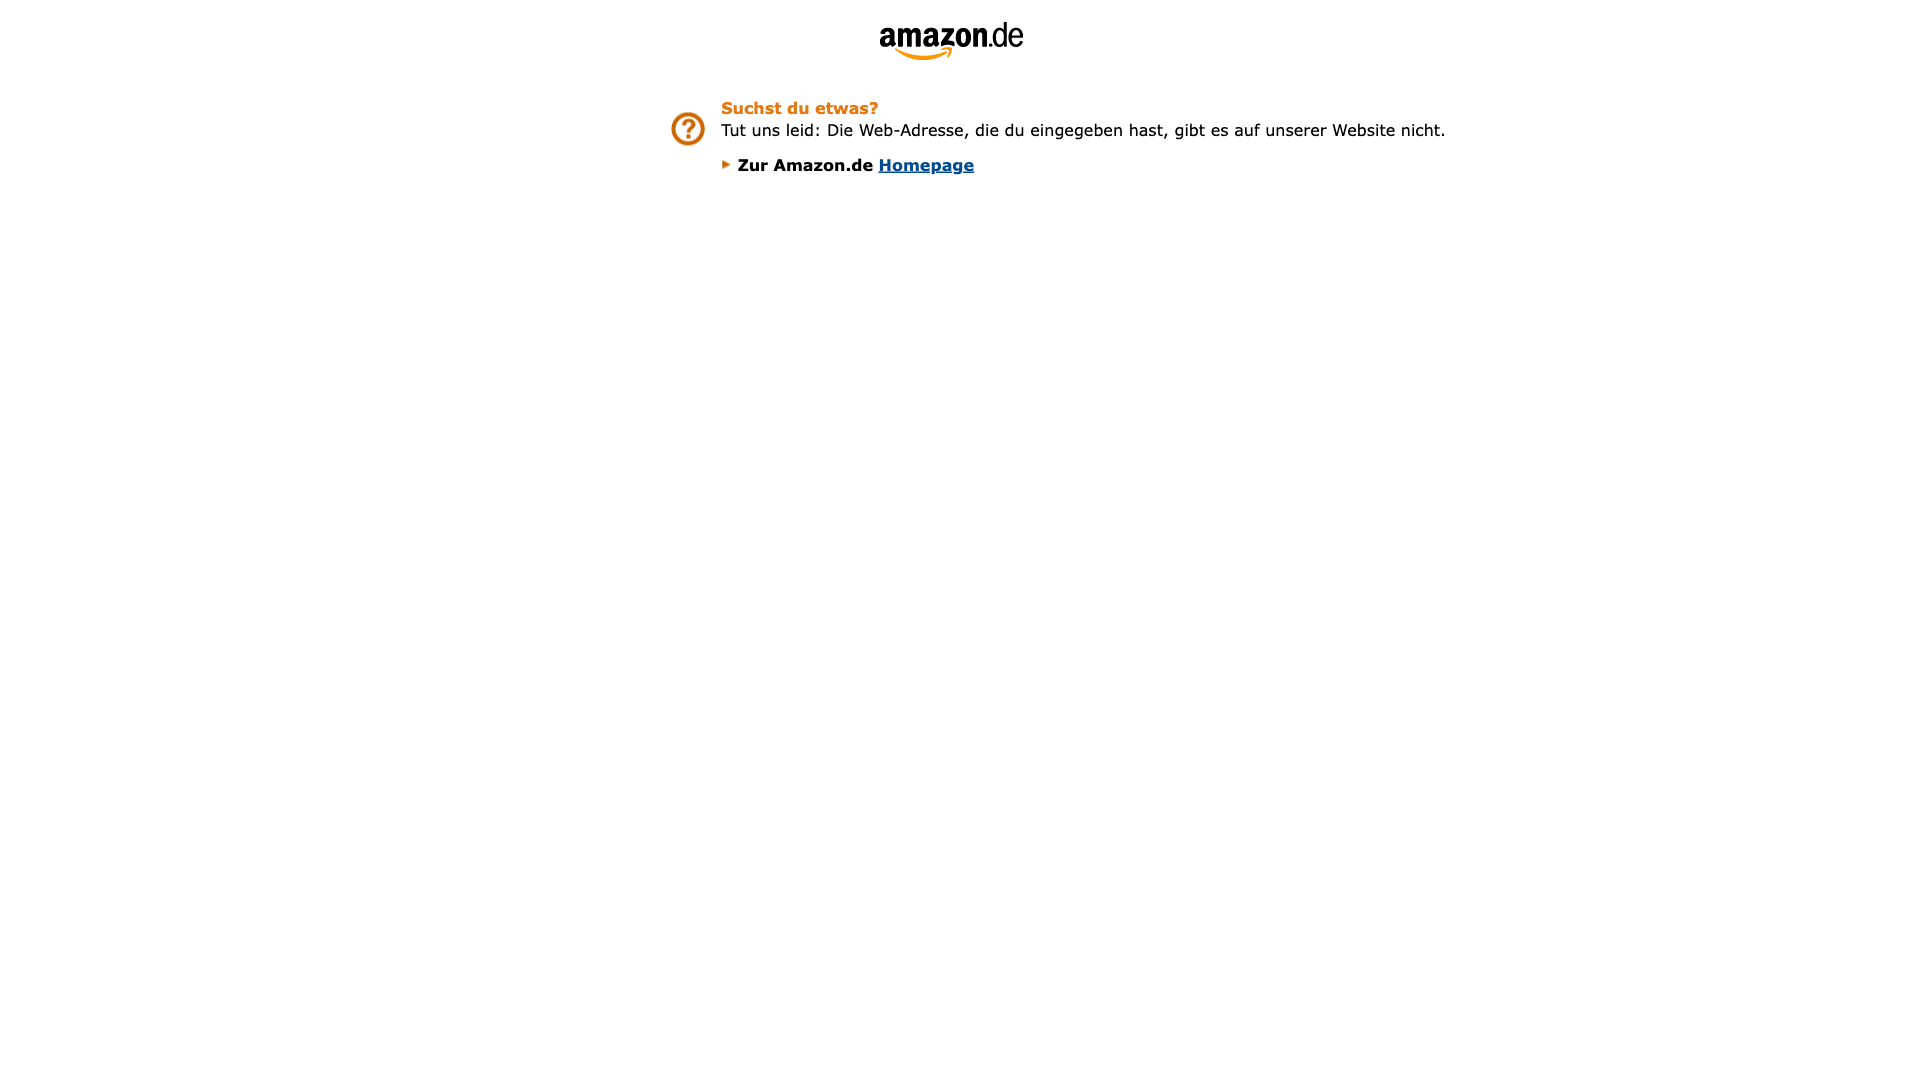 amazon.de
Suchst du etwas?
Tut uns leid: Die Web-Adresse, die du eingegeben hast, gibt es auf unserer Website nicht.
Zur Amazon.de Homepage